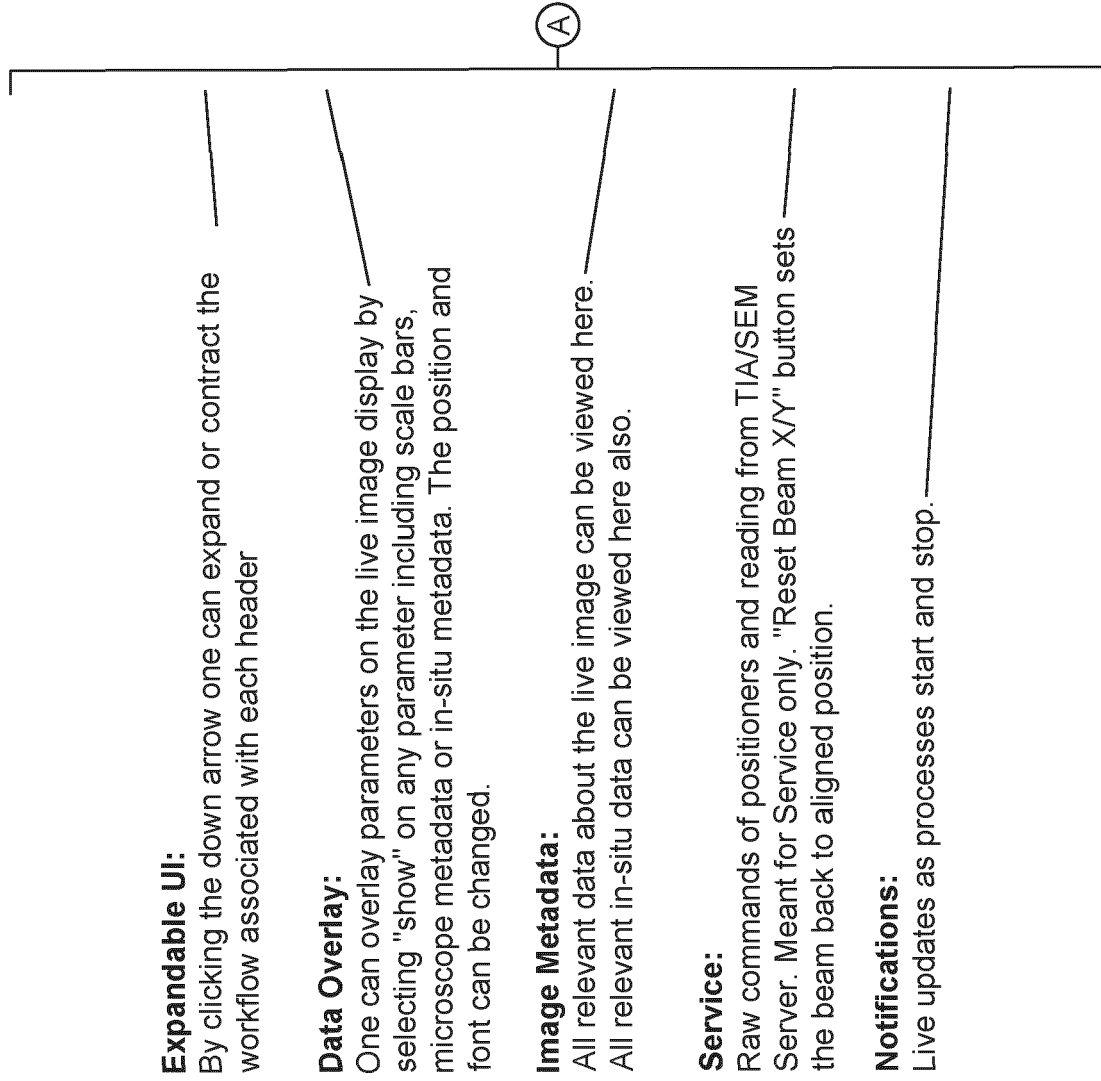 Expandable UI:
By clicking the down arrow one can expand or contract the
workflow associated with each header
Data Overlay:
One can overlay parameters on the live image display by
selecting "show" on any parameter including scale bars,
microscope metadata or in-situ metadata. The position and
font can be changed.
Image Metadata:
All relevant data about the live image can be viewed here.
All relevant in-situ data can be viewed here also.
Service:
Raw commands of positioners and reading from TIA/SEM
Server. Meant for Service only. "Reset Beam X/Y" button sets
the beam back to aligned position.
Notifications:
Live updates as processes start and stop.
A